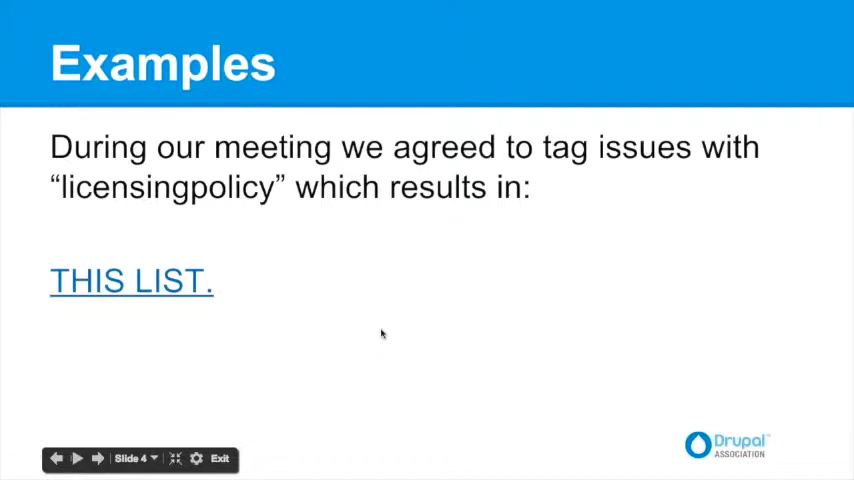 Examples
During our meeting we agreed to tag issues with
“licensingpolicy” which results in:
THIS LIST.
Slide 4
Exit
Drupal™
ASSOCIATION